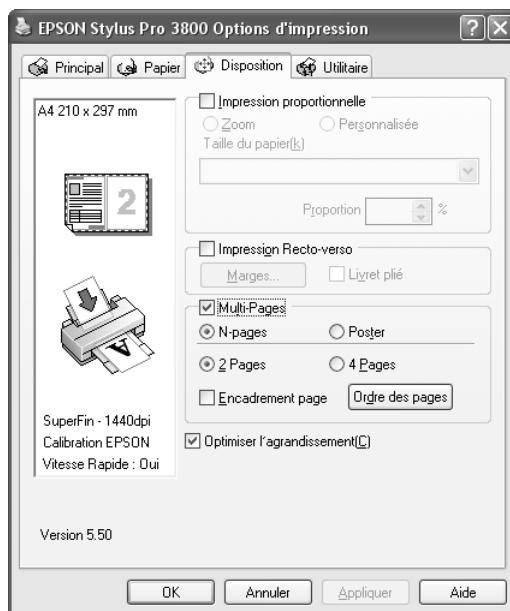 EPSON Stylus Pro 3800 Options d'impression
Principal Papier Disposition Utilitaire
A4 210 x 297 mm
2
A
SuperFin - 1440dpi
Calibration EPSON
Vitesse Rapide : Oui
Impression proportionnelle
Zoom Personnalisée
Taille du papier(k)
Proportion %
Impression Recto-verso
Marges... Livret plié
Multi-Pages
N-pages Poster
2 Pages 4 Pages
Encadrement page Ordre des pages
Optimiser l'agrandissement(C)
Version 5.50
OK Annuler Appliquer Aide